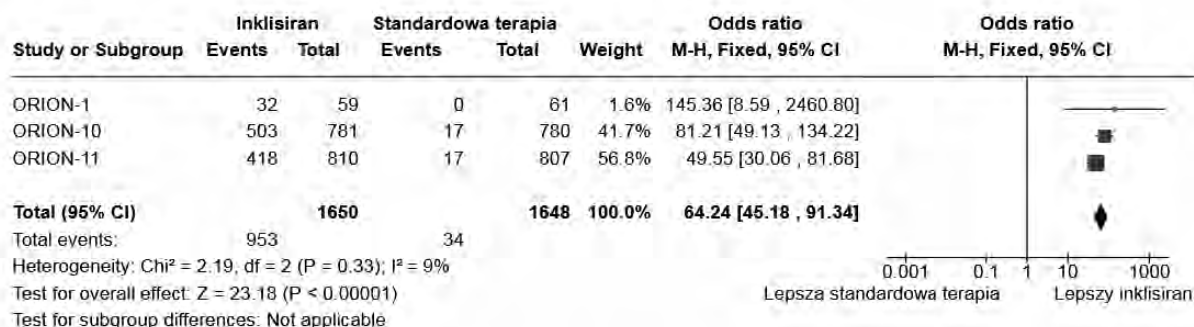 Inklisiran Standardowa terapia Odds ratio Odds ratio
Study or Subgroup Events Total Events Total Weight M-H, Fixed, 95% CI M-H, Fixed, 95% CI
ORION-1 32 59 0 61 1.6% 145.36 [8.59 , 2460.80]
ORION-10 503 781 17 780 41.7% 81.21 [49.13 , 134.22]
ORION-11 418 810 17 807 56.8% 49.55 [30.06 , 81.68]
Total (95% CI) 1650 1648 100.0% 64.24 [45.18 , 91.34]
Total events: 953 34
Heterogeneity: Chi² = 2.19, df = 2 (P = 0.33); I² = 9%
0.001 0.1 1 10 1000
Test for overall effect: Z = 23.18 (P < 0.00001)
Lepsza standardowa terapia Lepszy inklisiran
Test for subgroup differences: Not applicable